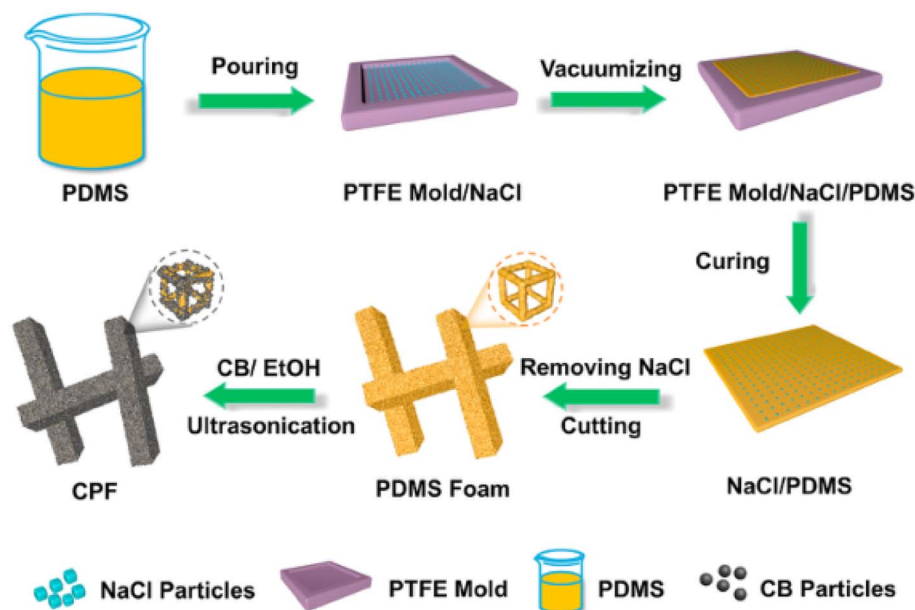 Pouring
Vacuumizing
PDMS
PTFE Mold/NaCl
PTFE Mold/NaCl/PDMS
Curing
CB/ EtOH
Ultrasonication
Removing NaCl
Cutting
CPF
PDMS Foam
NaCl/PDMS
NaCl Particles
PTFE Mold
PDMS
CB Particles